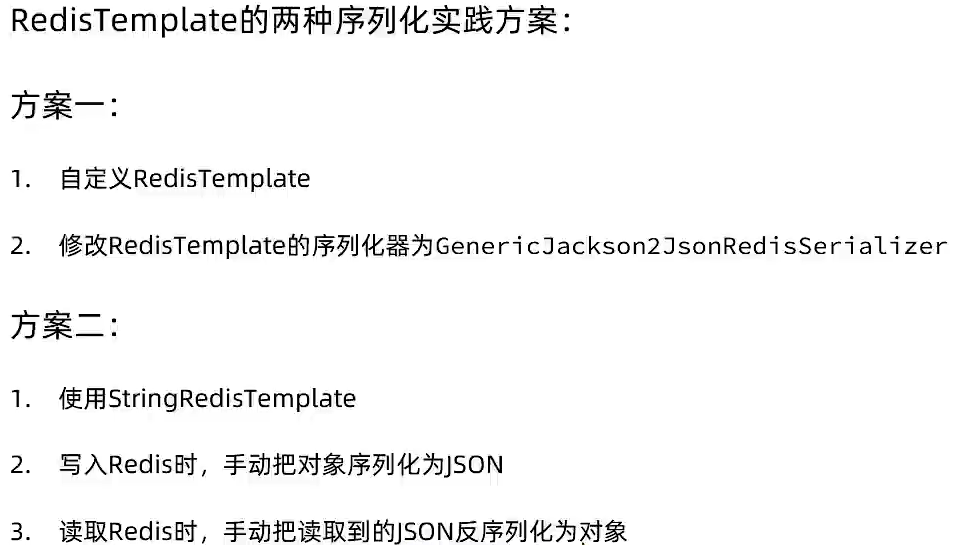 RedisTemplate的两种序列化实践方案：
方案一：
1. 自定义RedisTemplate
2. 修改RedisTemplate的序列化器为GenericJackson2JsonRedisSerializer
方案二：
1. 使用StringRedisTemplate
2. 写入Redis时，手动把对象序列化为JSON
3. 读取Redis时，手动把读取到的JSON反序列化为对象